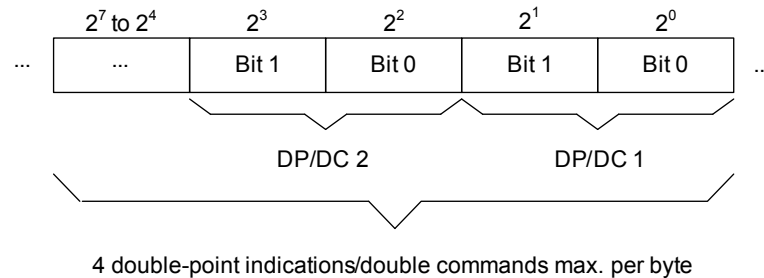 2⁷ to 2⁴ 2³ 2² 2¹ 2⁰
... ... Bit 1 Bit 0 Bit 1 Bit 0 ..
DP/DC 2 DP/DC 1
4 double-point indications/double commands max. per byte